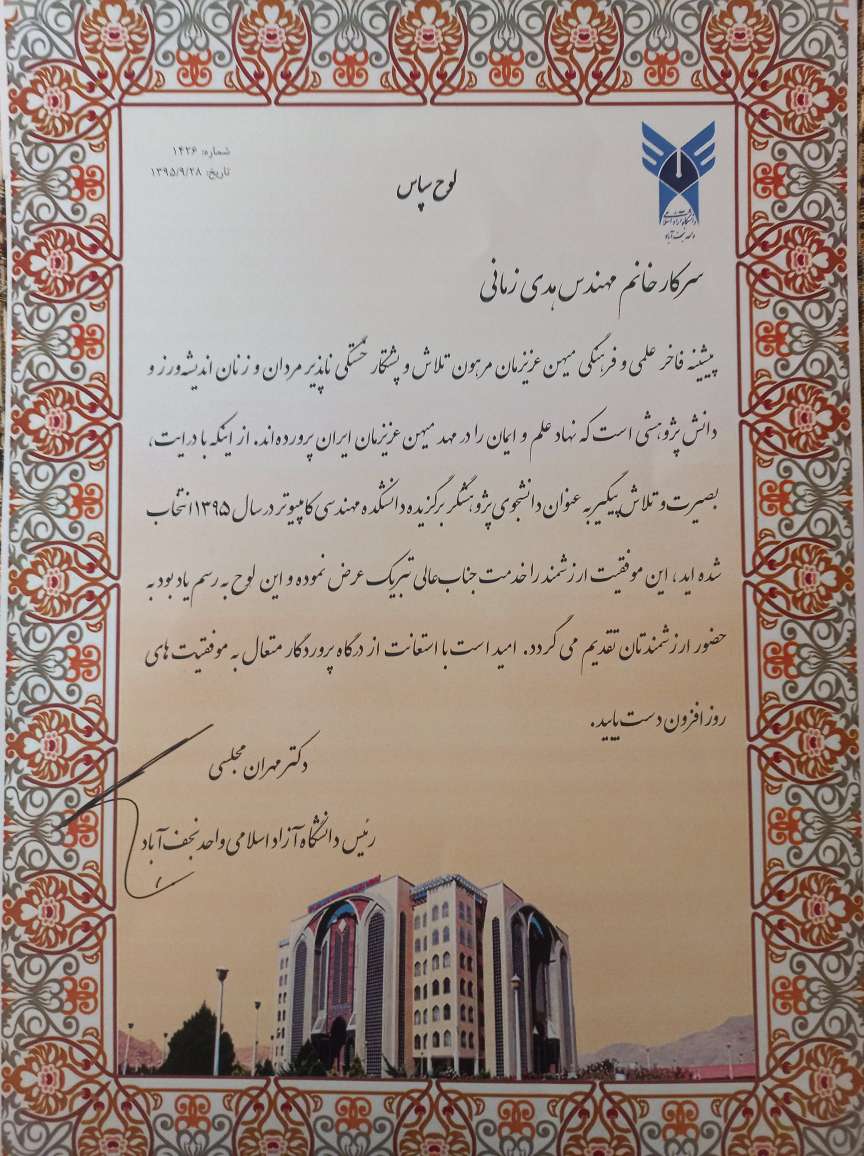 شماره: ۱۴۲۶
تاریخ: ۱۳۹۵/۹/۲۸
لوح سپاس
دانشگاه آزاد اسلامی
واحد نجف آباد
سرکار خانم مهندس هدی زمانی
پیشینه فاخر علمی و فرهنگی میهن عزیزمان مرهون تلاش و پشتکار خستگی ناپذیر مردان و زنان اندیشه‌ورز و
دانش پژوهشی است که نهاد علم و ایمان را در مهد میهن عزیزمان ایران پرورده‌اند. از اینکه با درایت،
بصیرت و تلاش پیگیر به عنوان دانشجوی پژوهشگر برگزیده دانشکده مهندسی کامپیوتر در سال ۱۳۹۵ انتخاب
شده اید، این موفقیت ارزشمند را خدمت جنابعالی تبریک عرض نموده و این لوح به رسم یادبود به
حضور ارزشمندتان تقدیم می گردد. امید است با استعانت از درگاه پروردگار متعال به موفقیت های
روزافزون دست یابید.
دکتر مهران مجلسی
رئیس دانشگاه آزاد اسلامی واحد نجف آباد